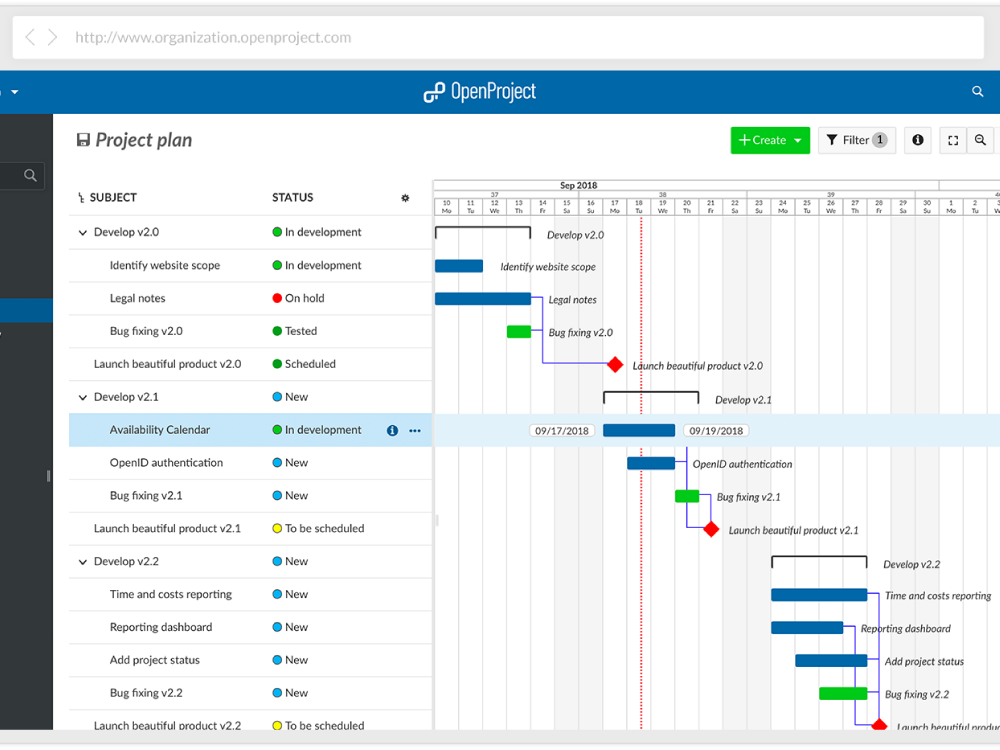 http://www.organization.openproject.com
OpenProject
Project plan
+ Create
Filter 1
SUBJECT STATUS
Sep 2018
37 38 39
10 11 12 13 14 15 16 17 18 19 20 21 22 23 24 25 26 27 28 29 30 1 2 3
Mo Tu We Th Fr Sa Su Mo Tu We Th Fr Sa Su Mo Tu We Th Fr Sa Su Mo Tu
Develop v2.0 In development Develop v2.0
Identify website scope In development Identify website scope
Legal notes On hold Legal notes
Bug fixing v2.0 Tested Bug fixing v2.0
Launch beautiful product v2.0 Scheduled Launch beautiful product v2.0
Develop v2.1 New Develop v2.1
Availability Calendar In development 09/17/2018 09/19/2018
OpenID authentication New OpenID authentication
Bug fixing v2.1 New Bug fixing v2.1
Launch beautiful product v2.1 To be scheduled Launch beautiful product v2.1
Develop v2.2 New Develop v2.2
Time and costs reporting New Time and costs reporting
Reporting dashboard New Reporting dashboard
Add project status New Add project status
Bug fixing v2.2 New Bug fixing v2.2
Launch beautiful product v2.2 To be scheduled Launch beautiful